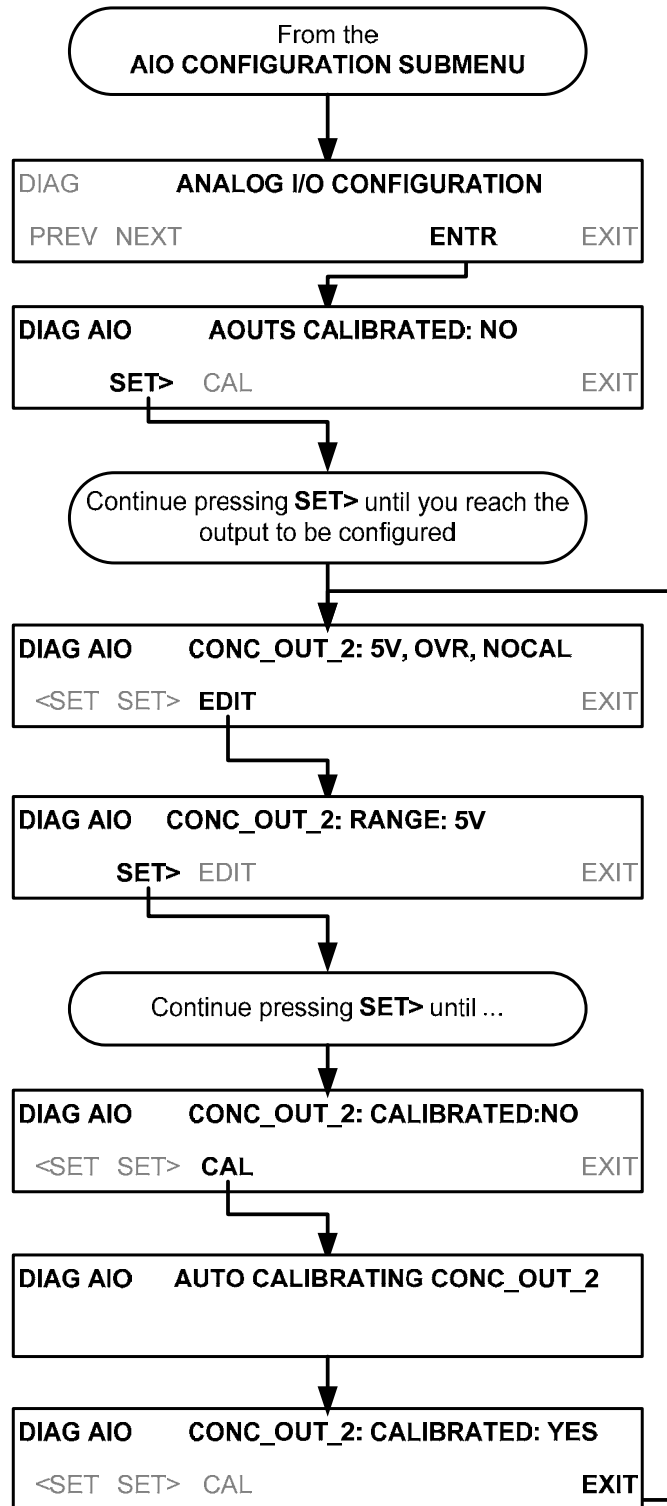 From the
AIO CONFIGURATION SUBMENU
DIAG ANALOG I/O CONFIGURATION
PREV NEXT ENTR EXIT
DIAG AIO AOUTS CALIBRATED: NO
SET> CAL EXIT
Continue pressing SET> until you reach the
output to be configured
DIAG AIO CONC_OUT_2: 5V, OVR, NOCAL
<SET SET> EDIT EXIT
DIAG AIO CONC_OUT_2: RANGE: 5V
SET> EDIT EXIT
Continue pressing SET> until ...
DIAG AIO CONC_OUT_2: CALIBRATED:NO
<SET SET> CAL EXIT
DIAG AIO AUTO CALIBRATING CONC_OUT_2
DIAG AIO CONC_OUT_2: CALIBRATED: YES
<SET SET> CAL EXIT